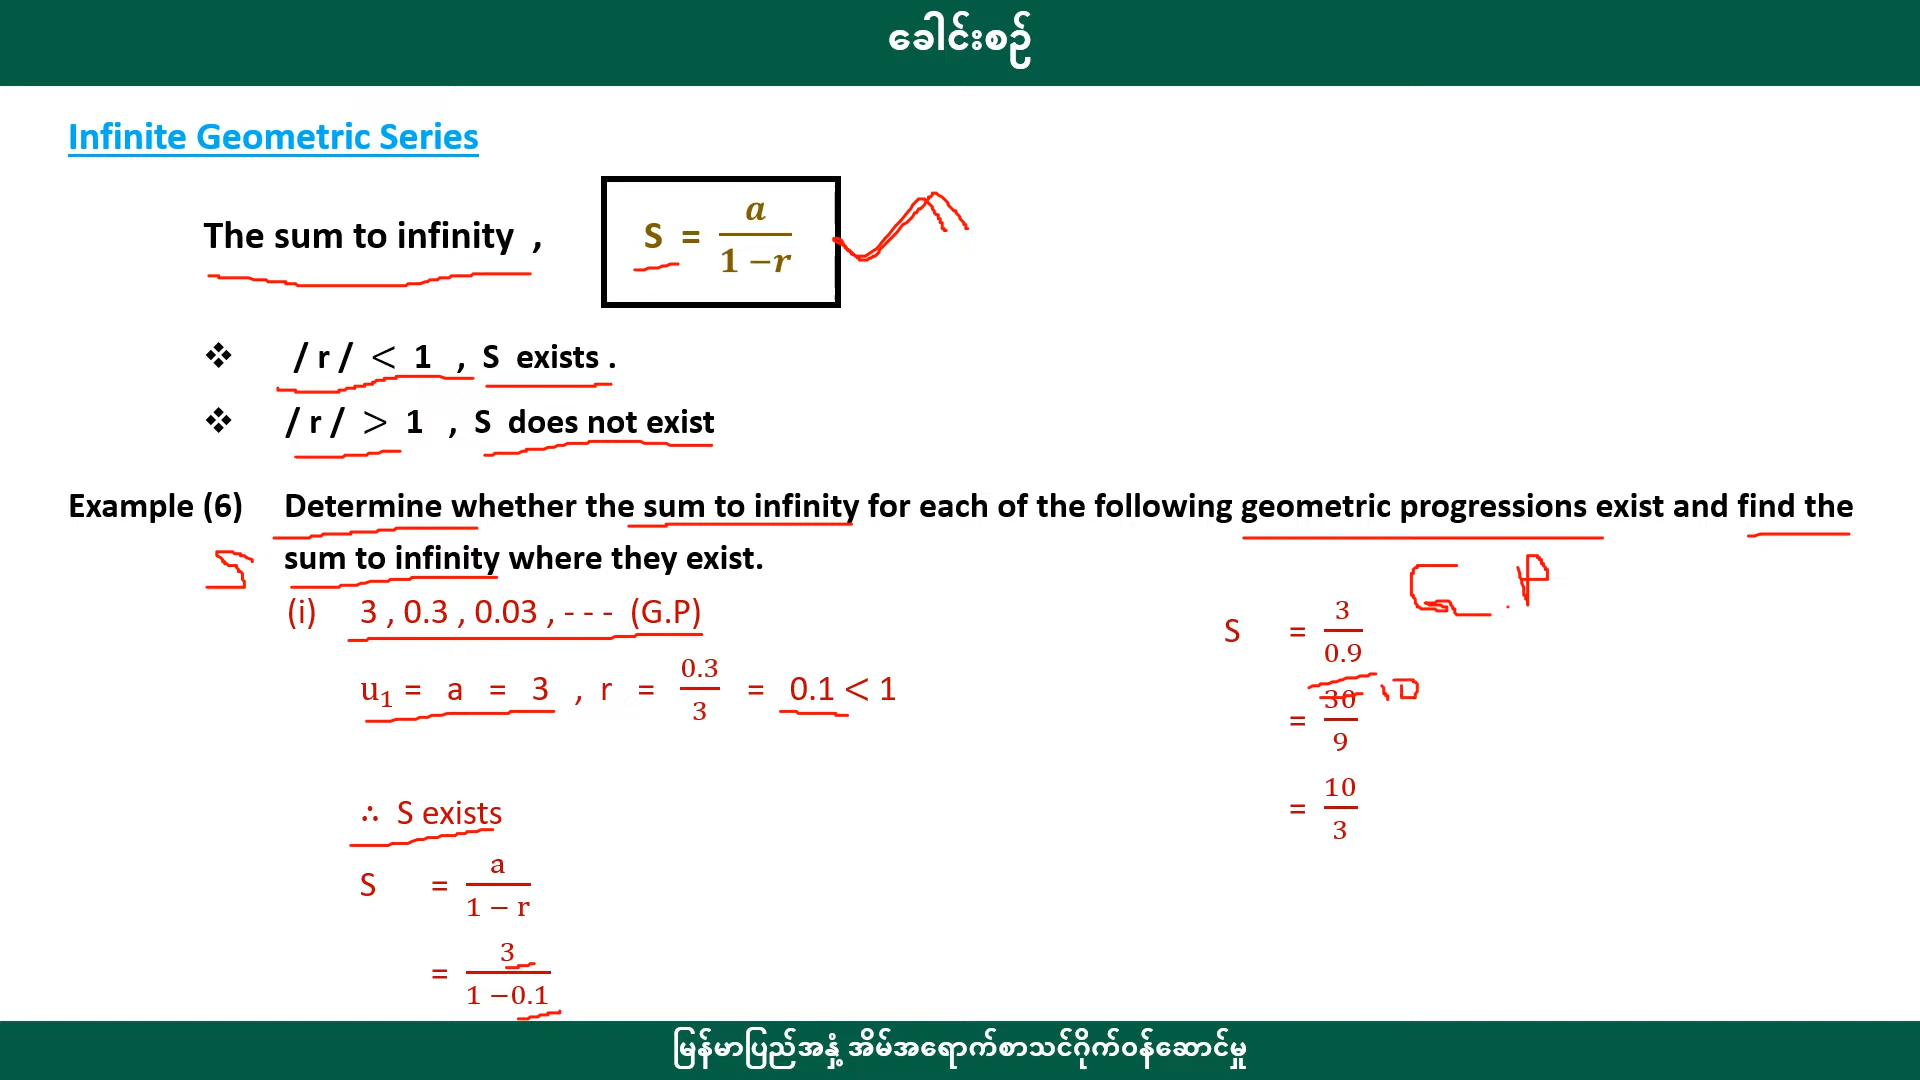 ခေါင်းစဉ်
Infinite Geometric Series
The sum to infinity , S = a / 1 − r
❖ / r / < 1 , S exists .
❖ / r / > 1 , S does not exist
Example (6) Determine whether the sum to infinity for each of the following geometric progressions exist and find the
S sum to infinity where they exist.
G.P
(i) 3 , 0.3 , 0.03 , - - - (G.P)
u₁ = a = 3 , r = 0.3 / 3 = 0.1 < 1
∴ S exists
S = a / 1 − r
= 3 / 1 − 0.1
S = 3 / 0.9
= 30 / 9
10
= 10 / 3
မြန်မာပြည်အနှံ့ အိမ်အရောက်စာသင်ဂိုက်ဝန်ဆောင်မှု